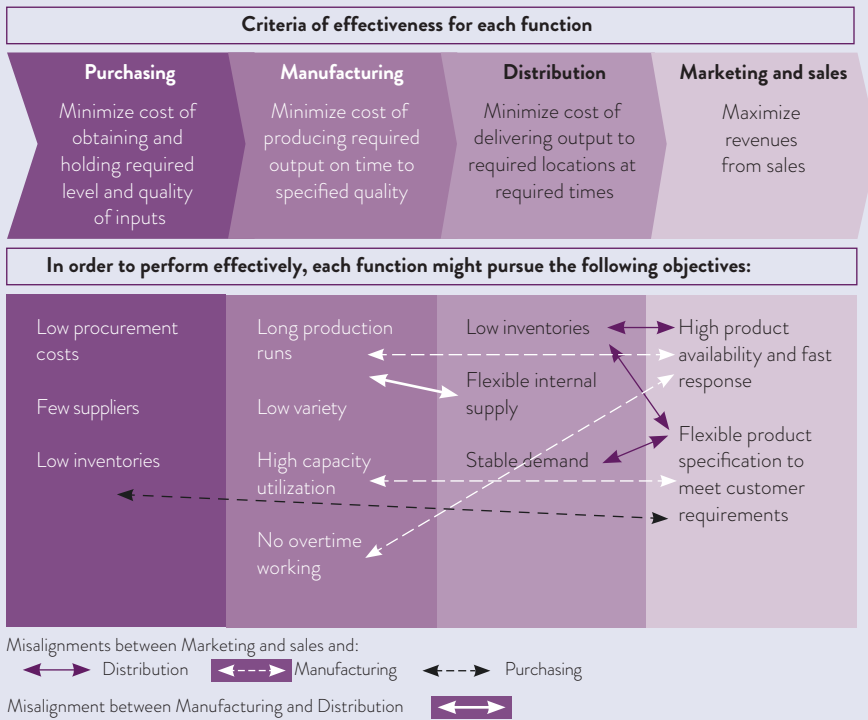 Criteria of effectiveness for each function
Purchasing
Minimize cost of
obtaining and
holding required
level and quality
of inputs
Manufacturing
Minimize cost of
producing required
output on time to
specified quality
Distribution
Minimize cost of
delivering output to
required locations at
required times
Marketing and sales
Maximize
revenues
from sales
In order to perform effectively, each function might pursue the following objectives:
Low procurement
costs
Few suppliers
Low inventories
Long production
runs
Low variety
High capacity
utilization
No overtime
working
Low inventories
Flexible internal
supply
Stable demand
High product
availability and fast
response
Flexible product
specification to
meet customer
requirements
Misalignments between Marketing and sales and:
Distribution
Manufacturing
Purchasing
Misalignment between Manufacturing and Distribution